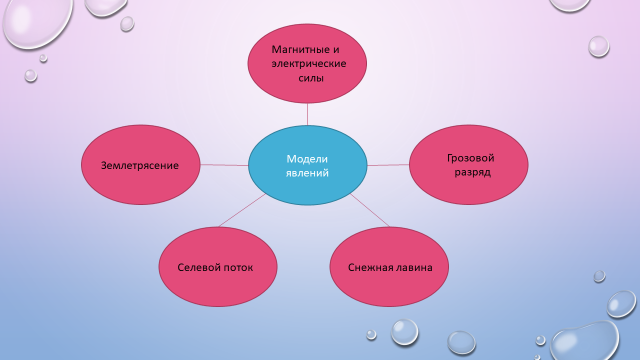 Магнитные и
электрические
силы
Землетрясение
Модели
явлений
Грозовой
разряд
Селевой поток
Снежная лавина